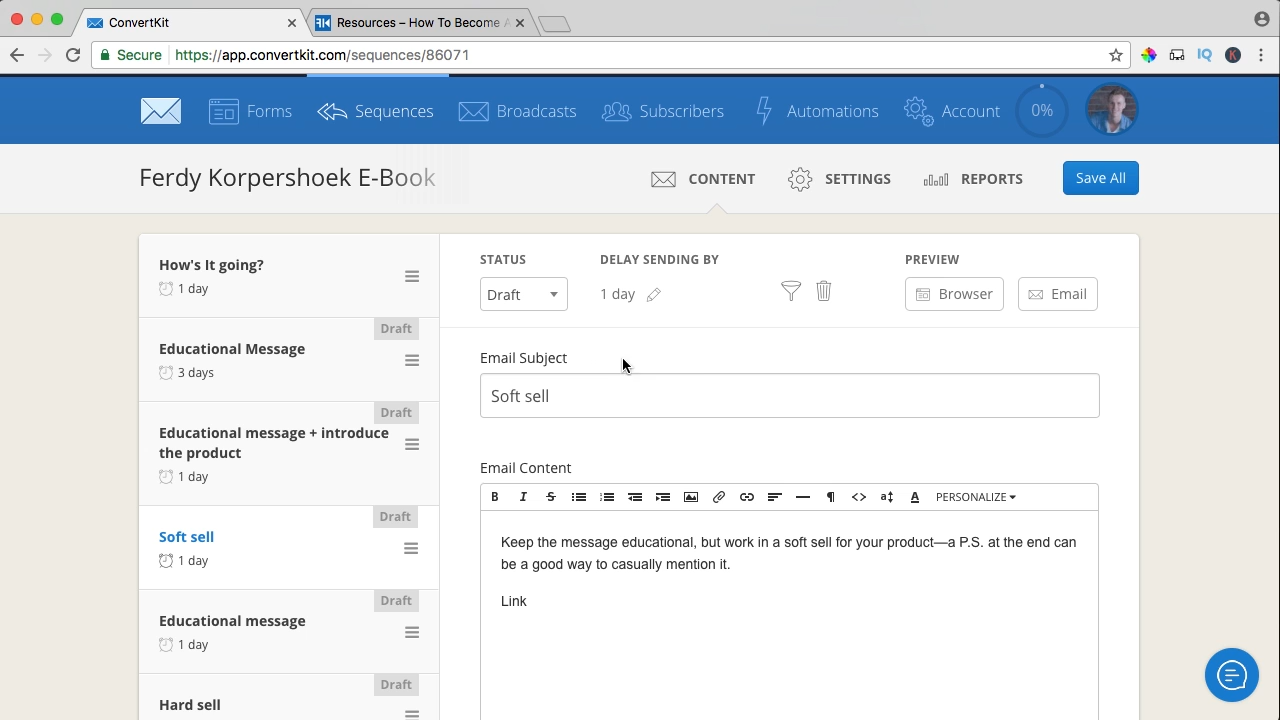 ConvertKit
Resources – How To Become A
Secure
https://app.convertkit.com/sequences/86071
IQ
K
Forms
Sequences
Broadcasts
Subscribers
Automations
Account
0%
Ferdy Korpershoek E-Book
CONTENT
SETTINGS
REPORTS
Save All
How's It going?
1 day
Draft
Educational Message
3 days
Draft
Educational message + introduce
the product
1 day
Draft
Soft sell
1 day
Draft
Educational message
1 day
Draft
Hard sell
STATUS
Draft
DELAY SENDING BY
1 day
PREVIEW
Browser
Email
Email Subject
Soft sell
Email Content
B I S PERSONALIZE
Keep the message educational, but work in a soft sell for your product—a P.S. at the end can
be a good way to casually mention it.
Link